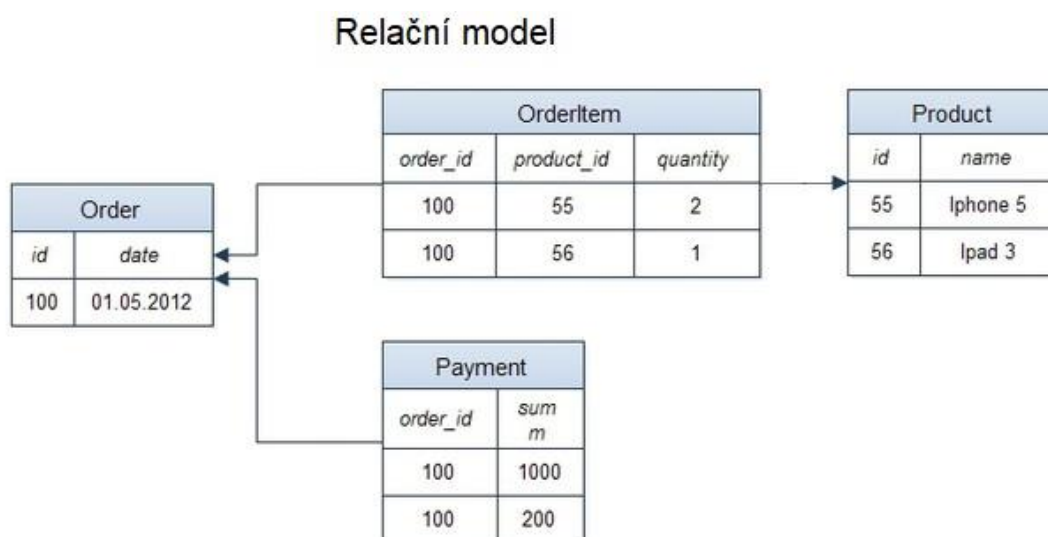 Relační model
OrderItem
order_id product_id quantity
100 55 2
100 56 1
Product
id name
55 Iphone 5
56 Ipad 3
Order
id date
100 01.05.2012
Payment
order_id sum
m
100 1000
100 200